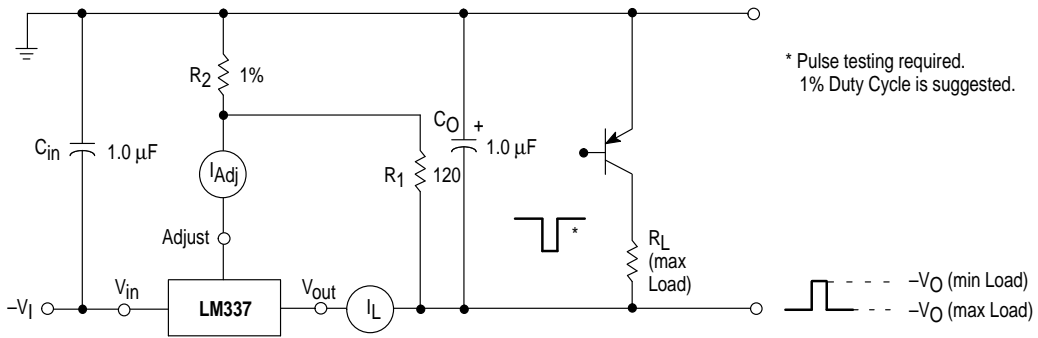 R2 1%
* Pulse testing required.
1% Duty Cycle is suggested.
Cin 1.0 μF
IAdj
R1 120
CO +
1.0 μF
*
Adjust
RL
(max
Load)
–VI
Vin
LM337
Vout
IL
–VO (min Load)
–VO (max Load)